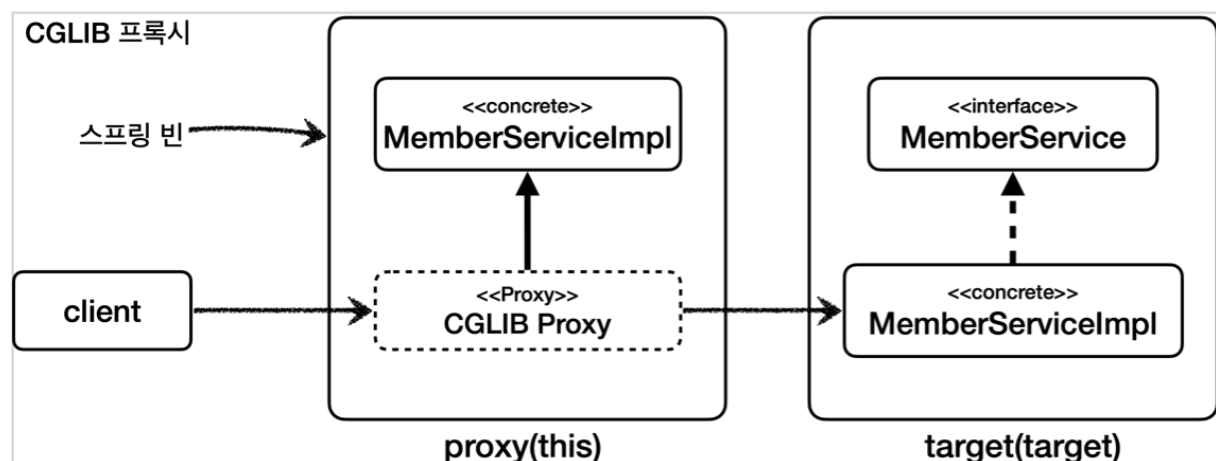 CGLIB 프록시
스프링 빈
<<concrete>>
MemberServiceImpl
<<interface>>
MemberService
client
<<Proxy>>
CGLIB Proxy
<<concrete>>
MemberServiceImpl
proxy(this)
target(target)